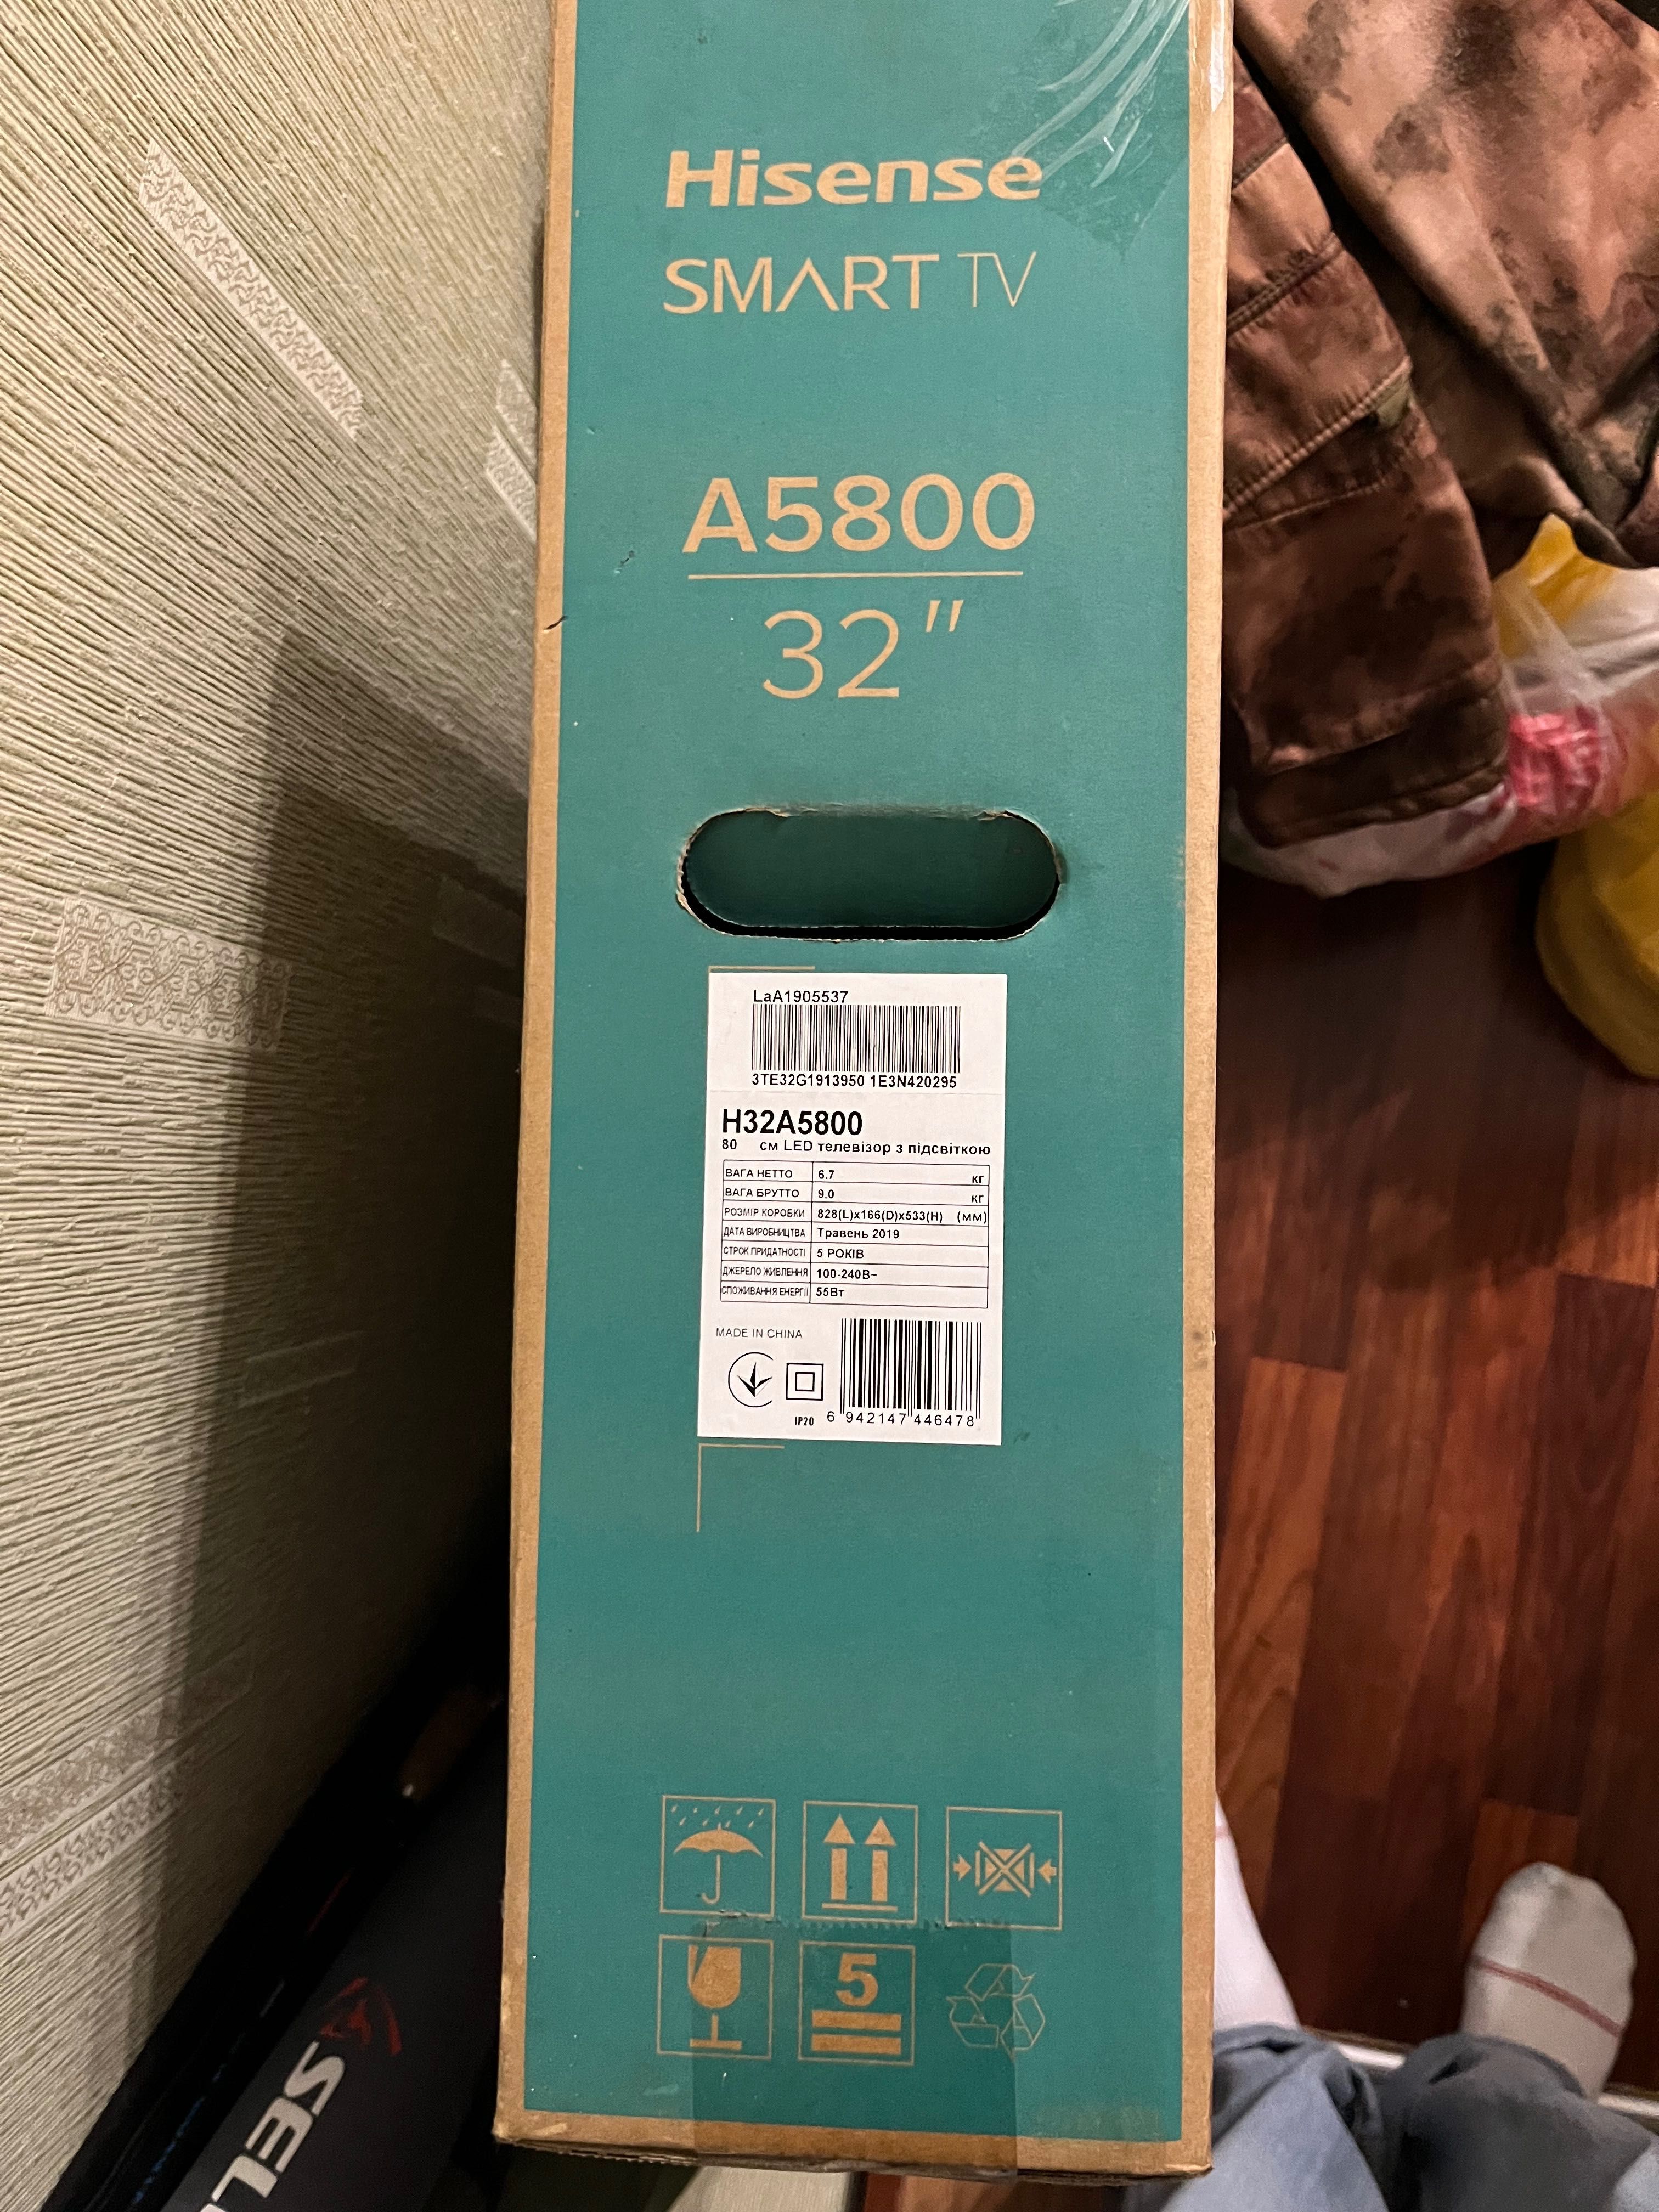 Hisense
SMART TV
A5800
32"
LaA1905537
3TE32G1913950 1E3N420295
H32A5800
80 см LED телевізор з підсвіткою
ВАГА НЕТТО 6.7 кг
ВАГА БРУТТО 9.0 кг
РОЗМІР КОРОБКИ 828(L)x166(D)x533(H) (мм)
ДАТА ВИРОБНИЦТВА Травень 2019
СТРОК ПРИДАТНОСТІ 5 РОКІВ
ДЖЕРЕЛО ЖИВЛЕННЯ 100-240В~
СПОЖИВАННЯ ЕНЕРГІЇ 55Вт
MADE IN CHINA
IP20
6 942147 446478
5